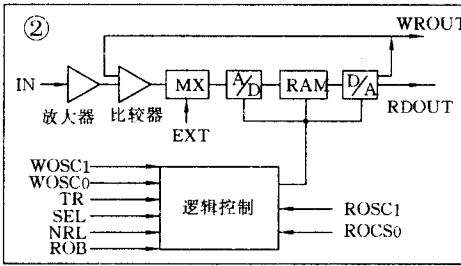 ②
WROUT
IN
放大器
比较器
MX
EXT
A/D
RAM
D/A
RDOUT
WOSC1
WOSC0
TR
SEL
NRL
ROB
逻辑控制
ROSC1
ROCS0